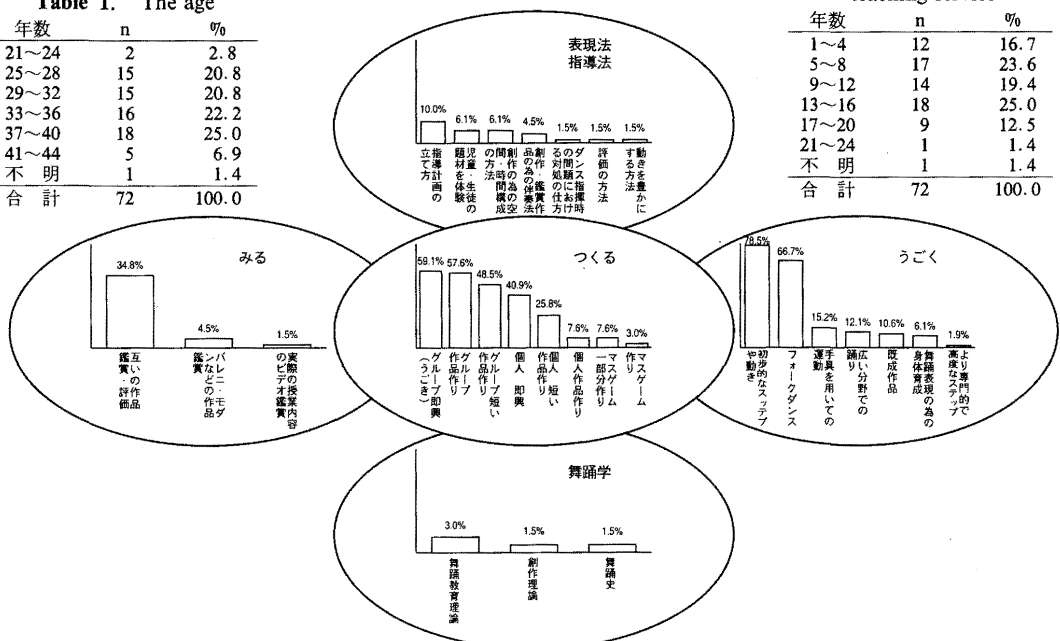 Table 1. The age
年数 n %
21~24 2 2.8
25~28 15 20.8
29~32 15 20.8
33~36 16 22.2
37~40 18 25.0
41~44 5 6.9
不 明 1 1.4
合 計 72 100.0
teaching service
年数 n %
1~4 12 16.7
5~8 17 23.6
9~12 14 19.4
13~16 18 25.0
17~20 9 12.5
21~24 1 1.4
不 明 1 1.4
合 計 72 100.0
表現法
指導法
10.0%
6.1%
6.1%
4.5%
1.5%
1.5%
1.5%
指導計画の
立て方
児童・生徒の
題材を体験
創作の為の空
間・時間構成
の方法
創作・鑑賞作
品の為の伴奏法
ダンス指揮時
の問題におけ
る対処の仕方
評価の方法
動きを豊かに
する方法
みる
34.8%
4.5%
1.5%
互いの作品
鑑賞・評価
バレニ・モダ
ンなどの作品
鑑賞
実際の授業内容
のビデオ鑑賞
つくる
59.1%
57.6%
48.5%
40.9%
25.8%
7.6%
7.6%
3.0%
グループ即興
(うごき)
グループ
作品作り
グループ短い
作品作り
個人 即興
個人 短い
作品作り
個人作品作り
マスゲーム
一部分作り
マスゲーム
作り
うごく
78.5%
66.7%
15.2%
12.1%
10.6%
6.1%
1.9%
初歩的なステップ
や動き
フォークダンス
手具を用いての
運動
広い分野での
踊り
既成作品
舞踊表現の為の
身体育成
より専門的で
高度なステップ
舞踊学
3.0%
1.5%
1.5%
舞踊教育理論
創作理論
舞踊史